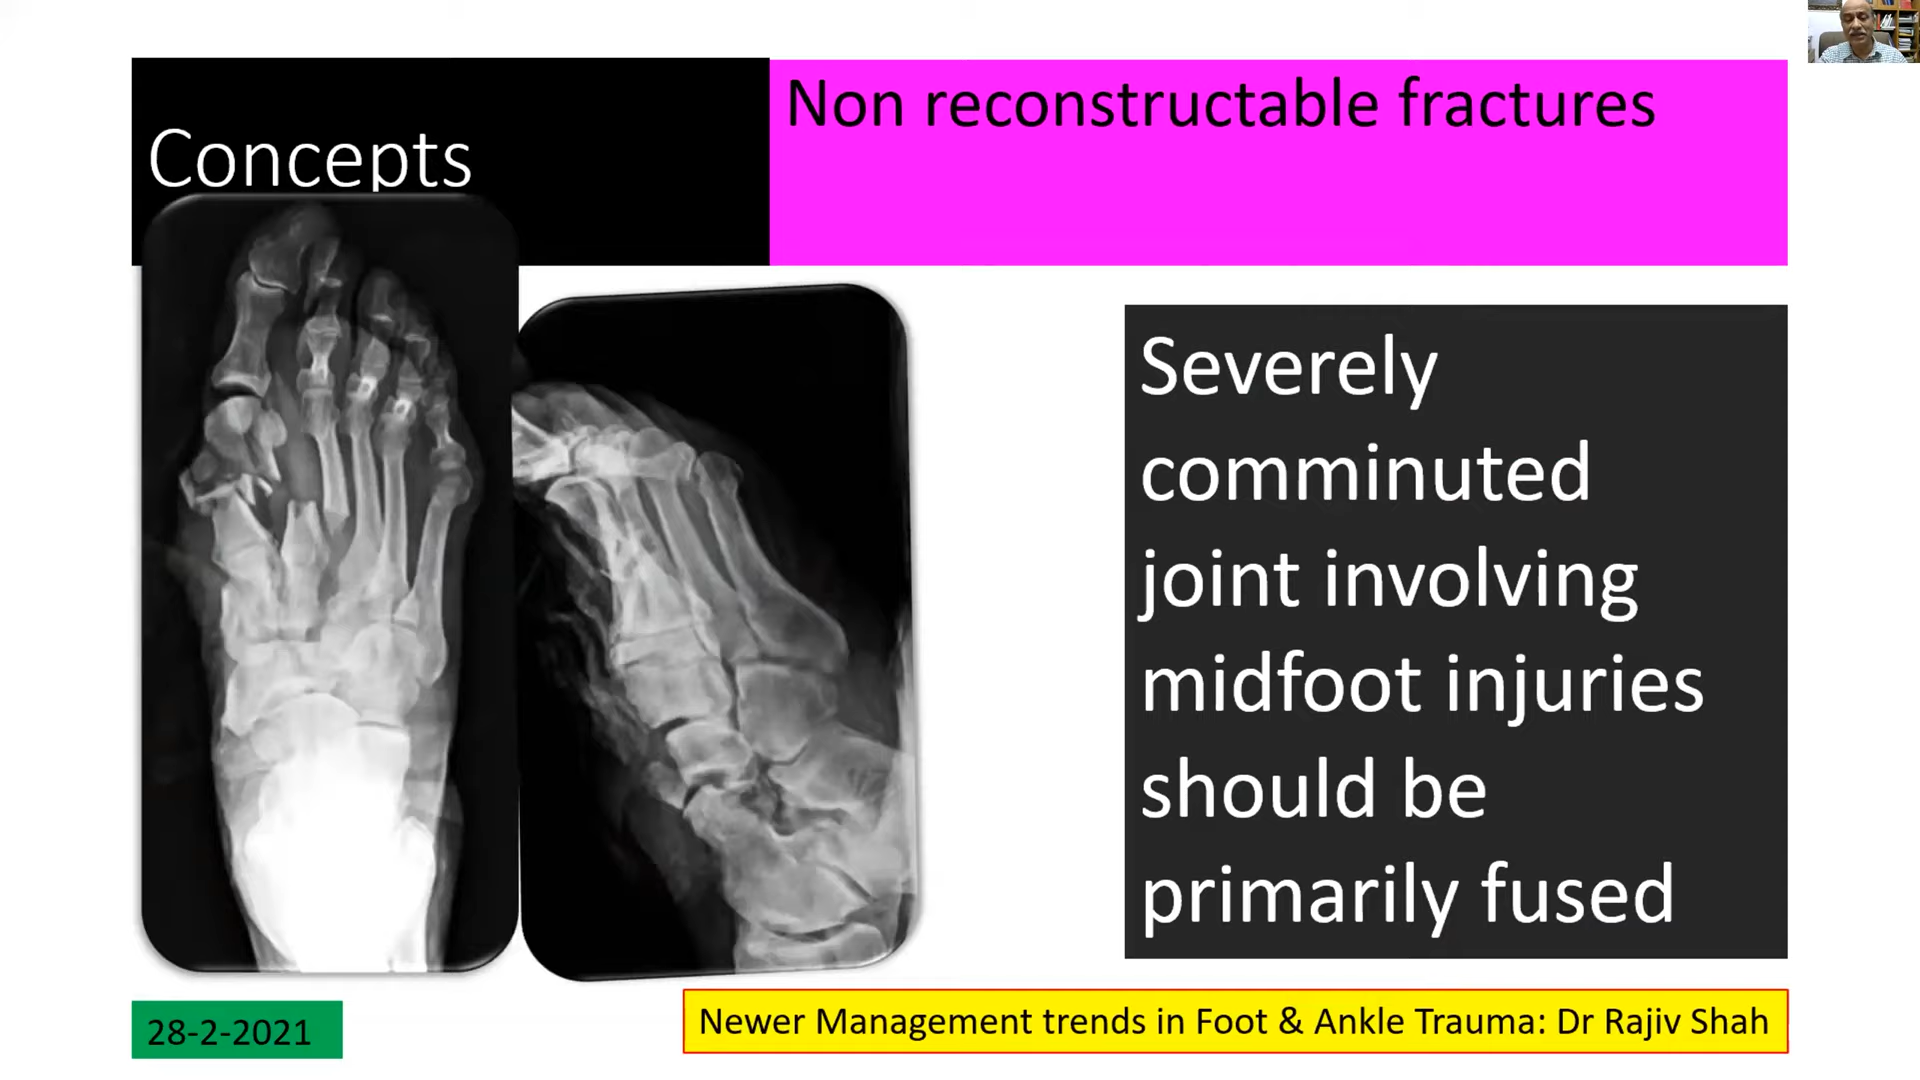 Concepts
Non reconstructable fractures
Severely
comminuted
joint involving
midfoot injuries
should be
primarily fused
28-2-2021
Newer Management trends in Foot & Ankle Trauma: Dr Rajiv Shah